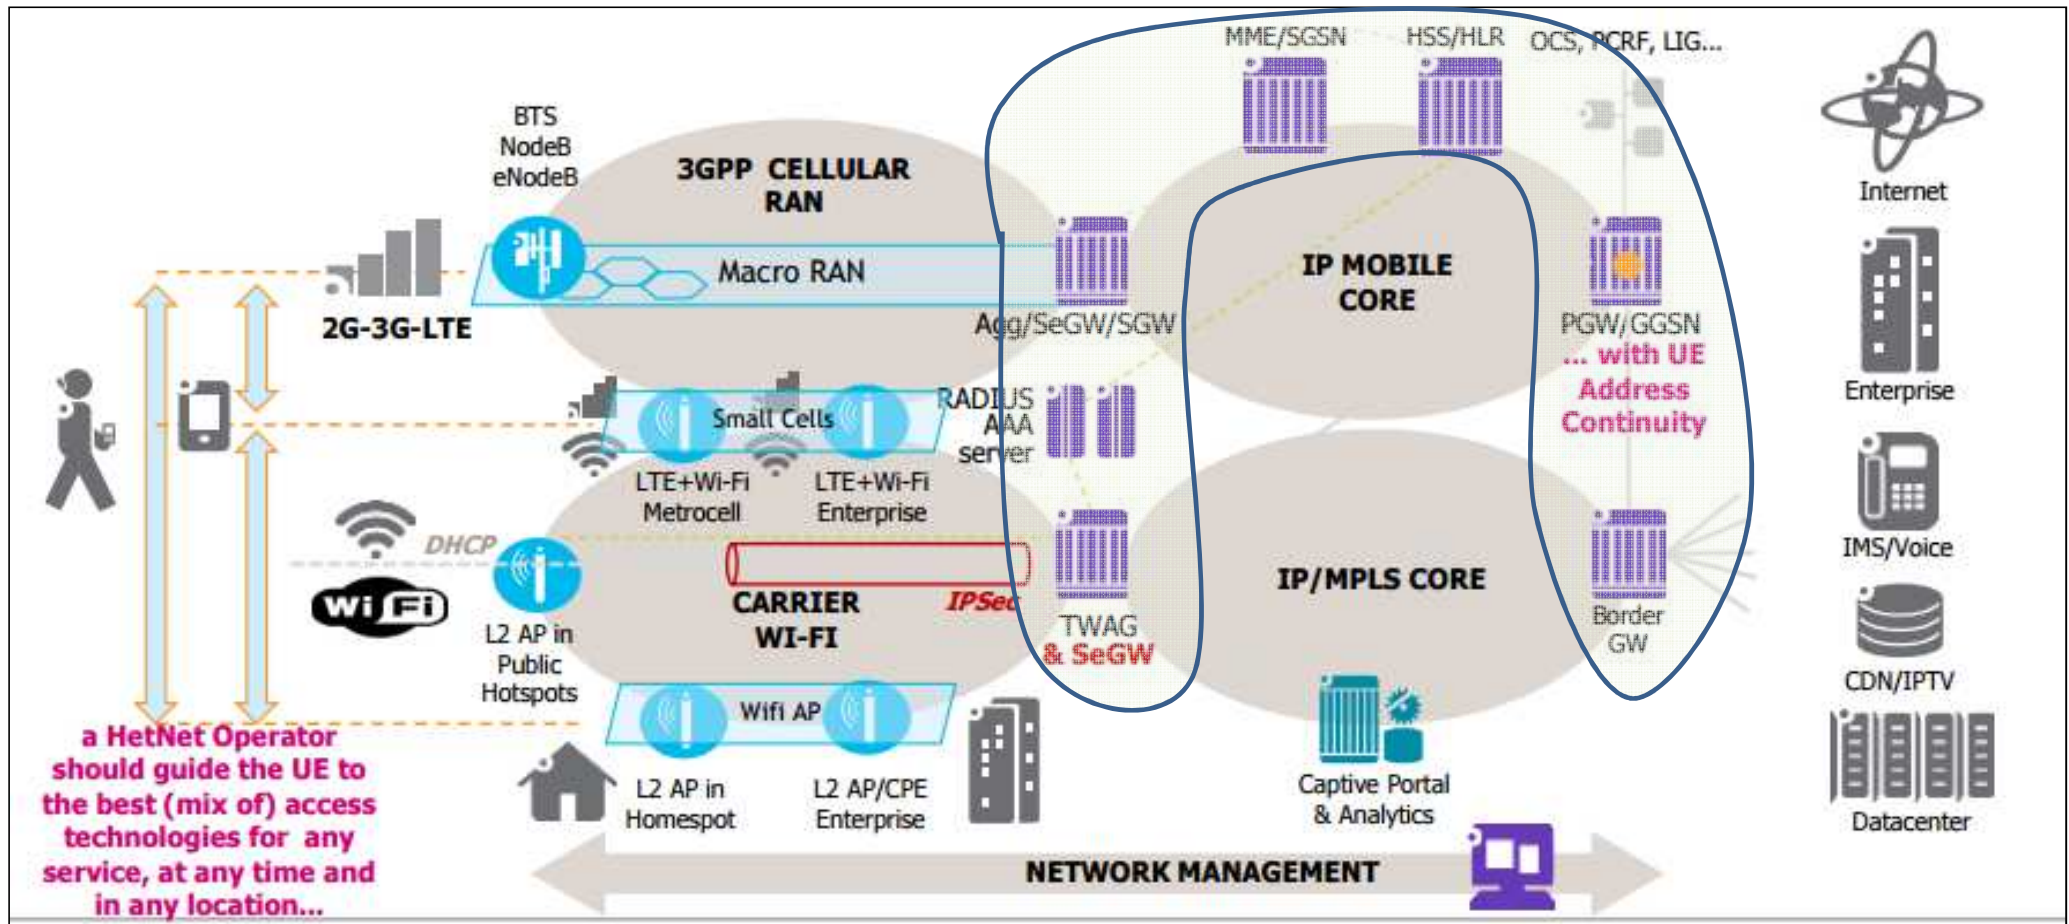 MME/SGSN
HSS/HLR
OCS, PCRF, LIG...
BTS
NodeB
eNodeB
3GPP CELLULAR
RAN
Internet
Macro RAN
IP MOBILE
CORE
2G-3G-LTE
Agg/SeGW/SGW
PGW/GGSN
... with UE
Address
Continuity
Enterprise
Small Cells
RADIUS
AAA
server
LTE+Wi-Fi
Metrocell
LTE+Wi-Fi
Enterprise
DHCP
IMS/Voice
Wi Fi
IPSec
CARRIER
WI-FI
IP/MPLS CORE
L2 AP in
Public
Hotspots
TWAG
& SeGW
Border
GW
CDN/IPTV
Wifi AP
a HetNet Operator
should guide the UE to
the best (mix of) access
technologies for any
service, at any time and
in any location...
L2 AP in
Homespot
L2 AP/CPE
Enterprise
Captive Portal
& Analytics
Datacenter
NETWORK MANAGEMENT